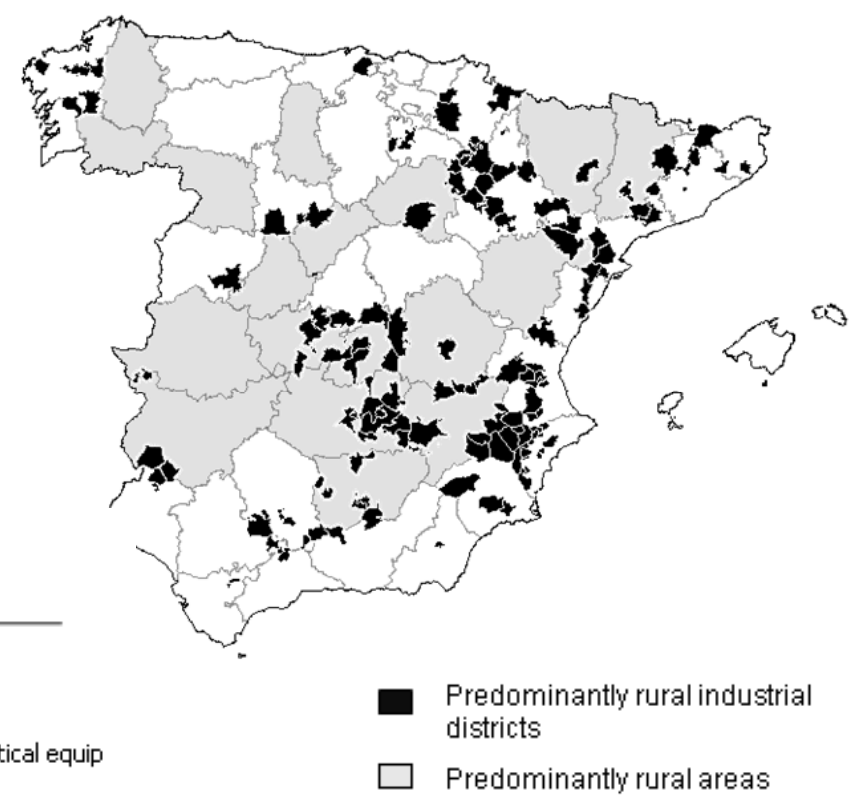 Predominantly rural industrial
districts
tical equip
Predominantly rural areas